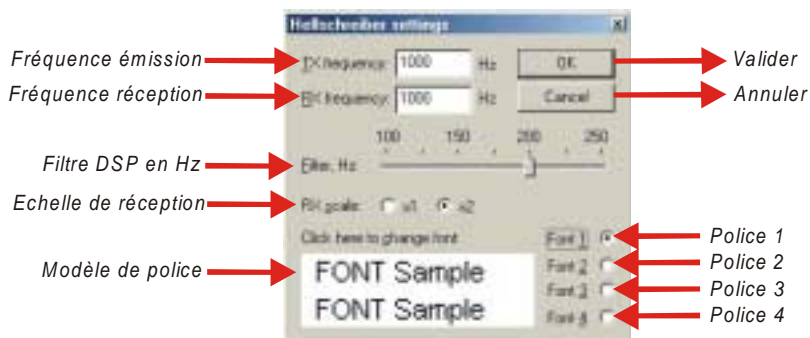 Hellschreiber settings
Fréquence émission
TX frequency: 1000 Hz
OK
Valider
Fréquence réception
RX frequency: 1000 Hz
Cancel
Annuler
100 150 200 250
Filtre DSP en Hz
Filter, Hz
Echelle de réception
RX scale: x1 x2
Click here to change font
Font 1
Police 1
Modèle de police
FONT Sample
FONT Sample
Font 2
Police 2
Font 3
Police 3
Font 4
Police 4